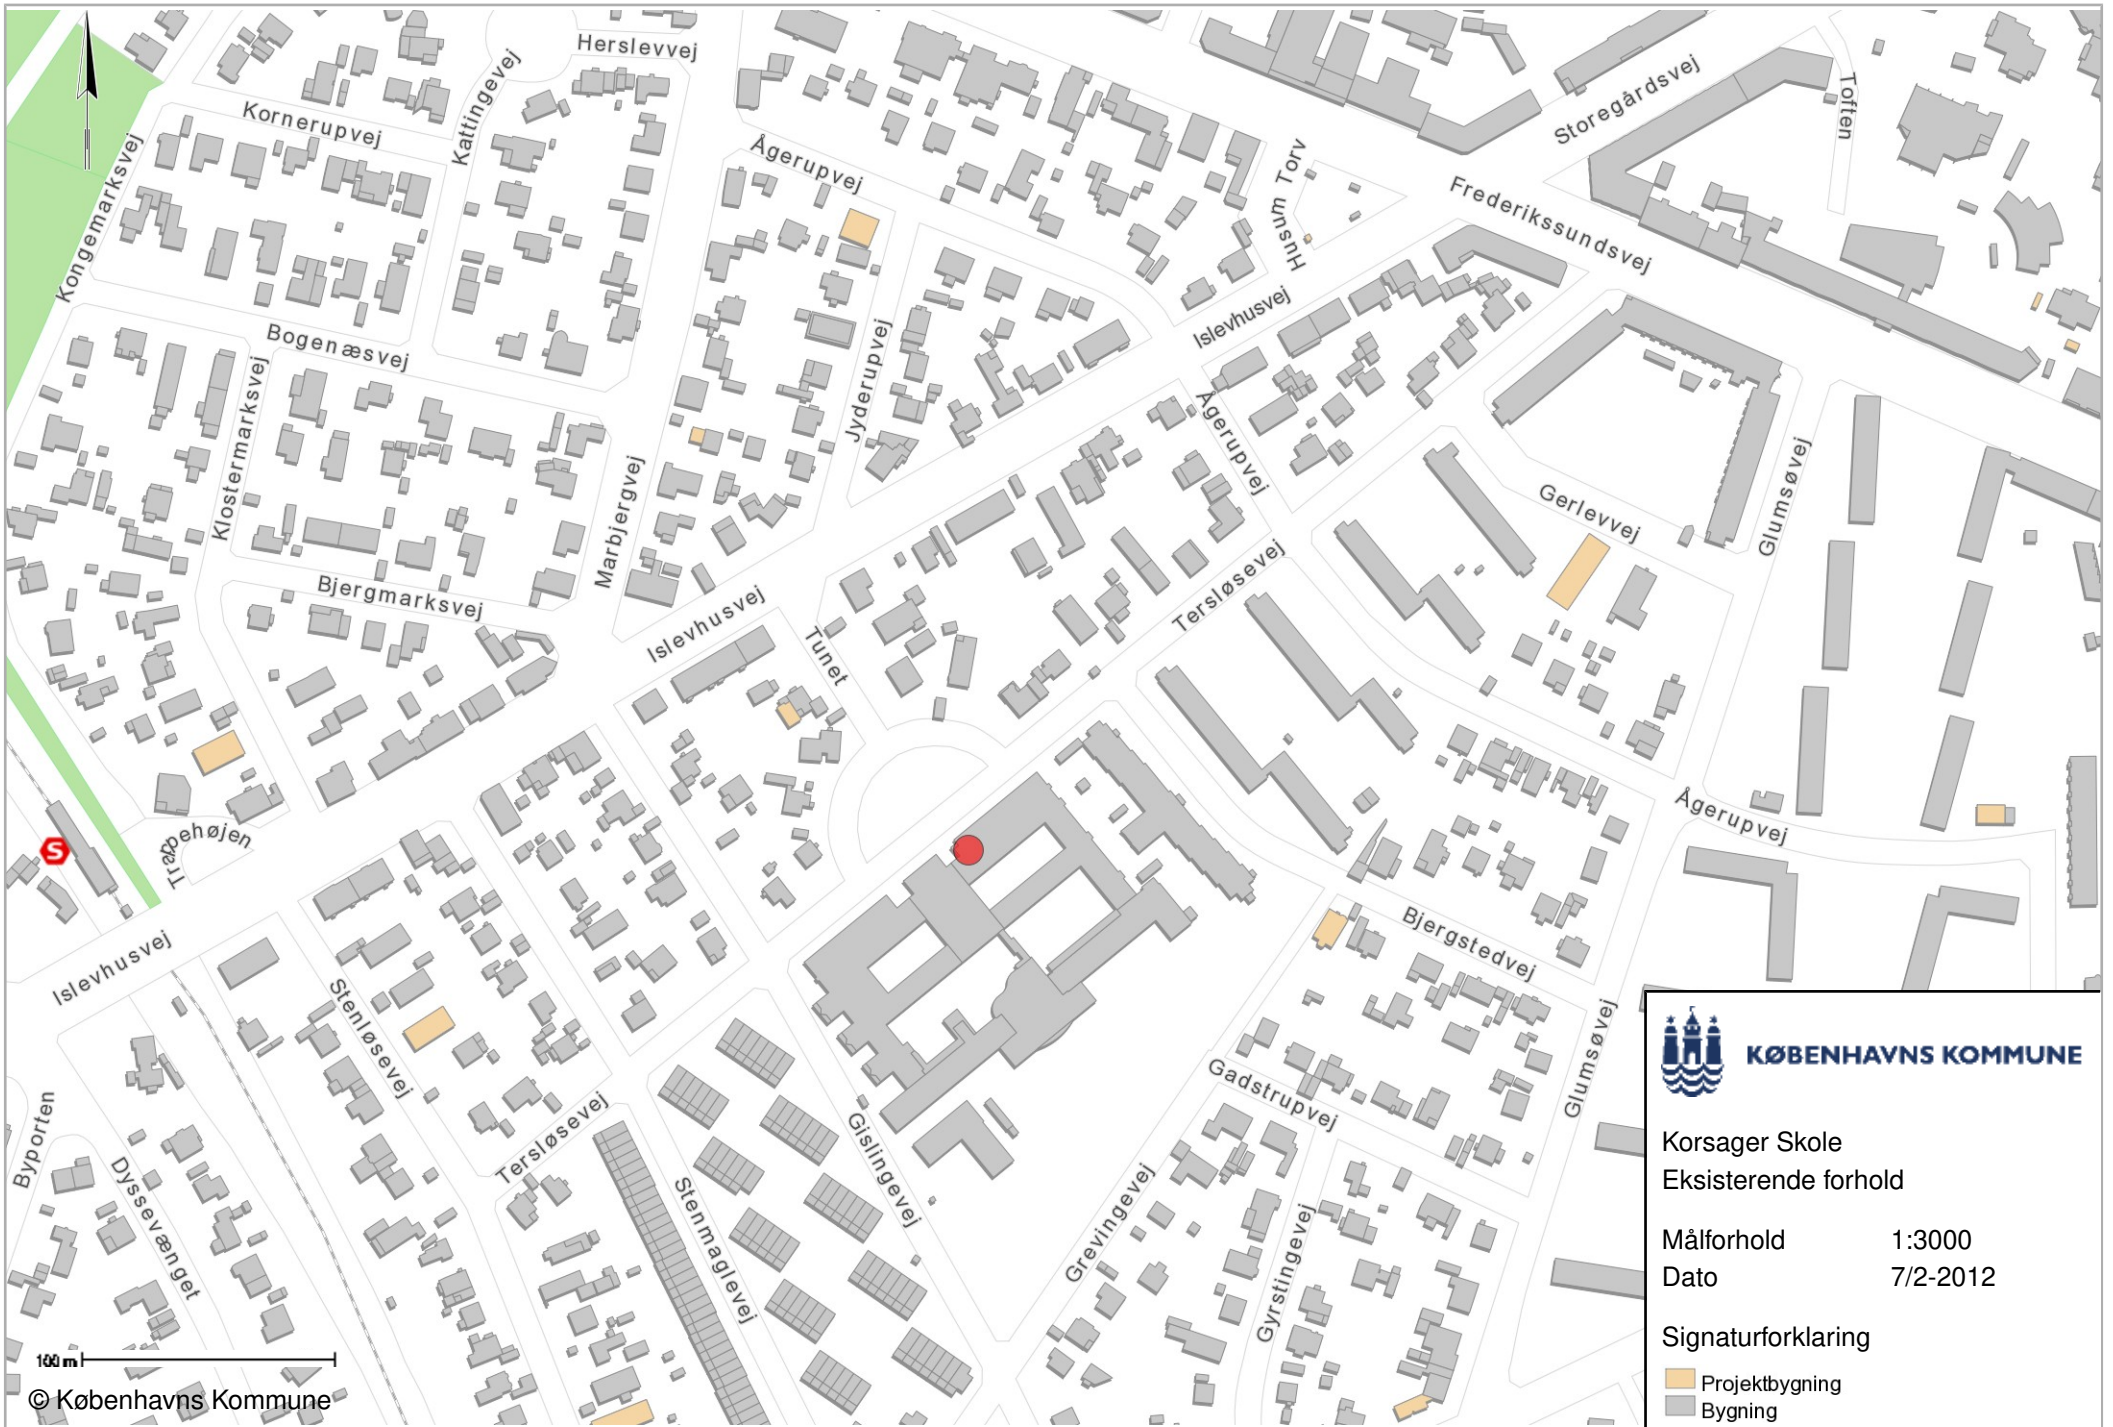 Herslevvej
Kattingevej
Kornerupvej
Kongemarksvej
Ågerupvej
Husum Torv
Storegårdsvej
Toften
Frederikssundsvej
Islevhusvej
Bogenæsvej
Klostermarksvej
Jyderupvej
Marbjergvej
Ågerupvej
Gerlevvej
Glumsøvej
Bjergmarksvej
Islevhusvej
Tunet
Tersløsevej
Ågerupvej
S
Islevhusvej
Stenløsevej
Bjergstedvej
Glumsøvej
Gadstrupvej
Byporten
Dyssevænget
Tersløsevej
Stenmaglevej
Gislingevej
Grevingevej
Gyrstingevej
KØBENHAVNS KOMMUNE
Korsager Skole
Eksisterende forhold
Målforhold 1:3000
Dato 7/2-2012
Signaturforklaring
Projektbygning
Bygning
100 m
© Københavns Kommune